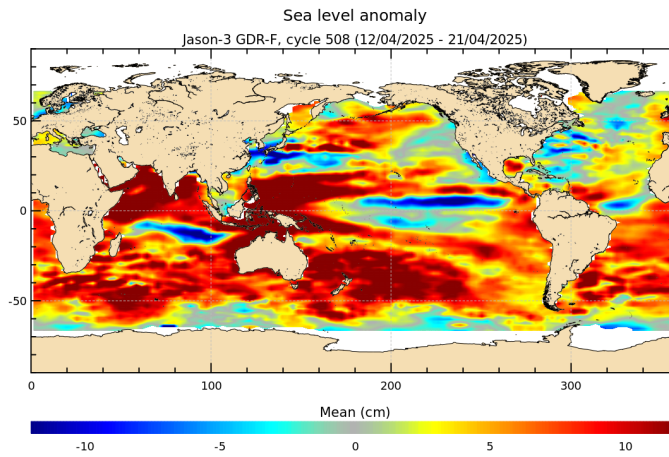 Sea level anomaly
Jason-3 GDR-F, cycle 508 (12/04/2025 - 21/04/2025)
50
0
-50
0 100 200 300
Mean (cm)
-10 -5 0 5 10